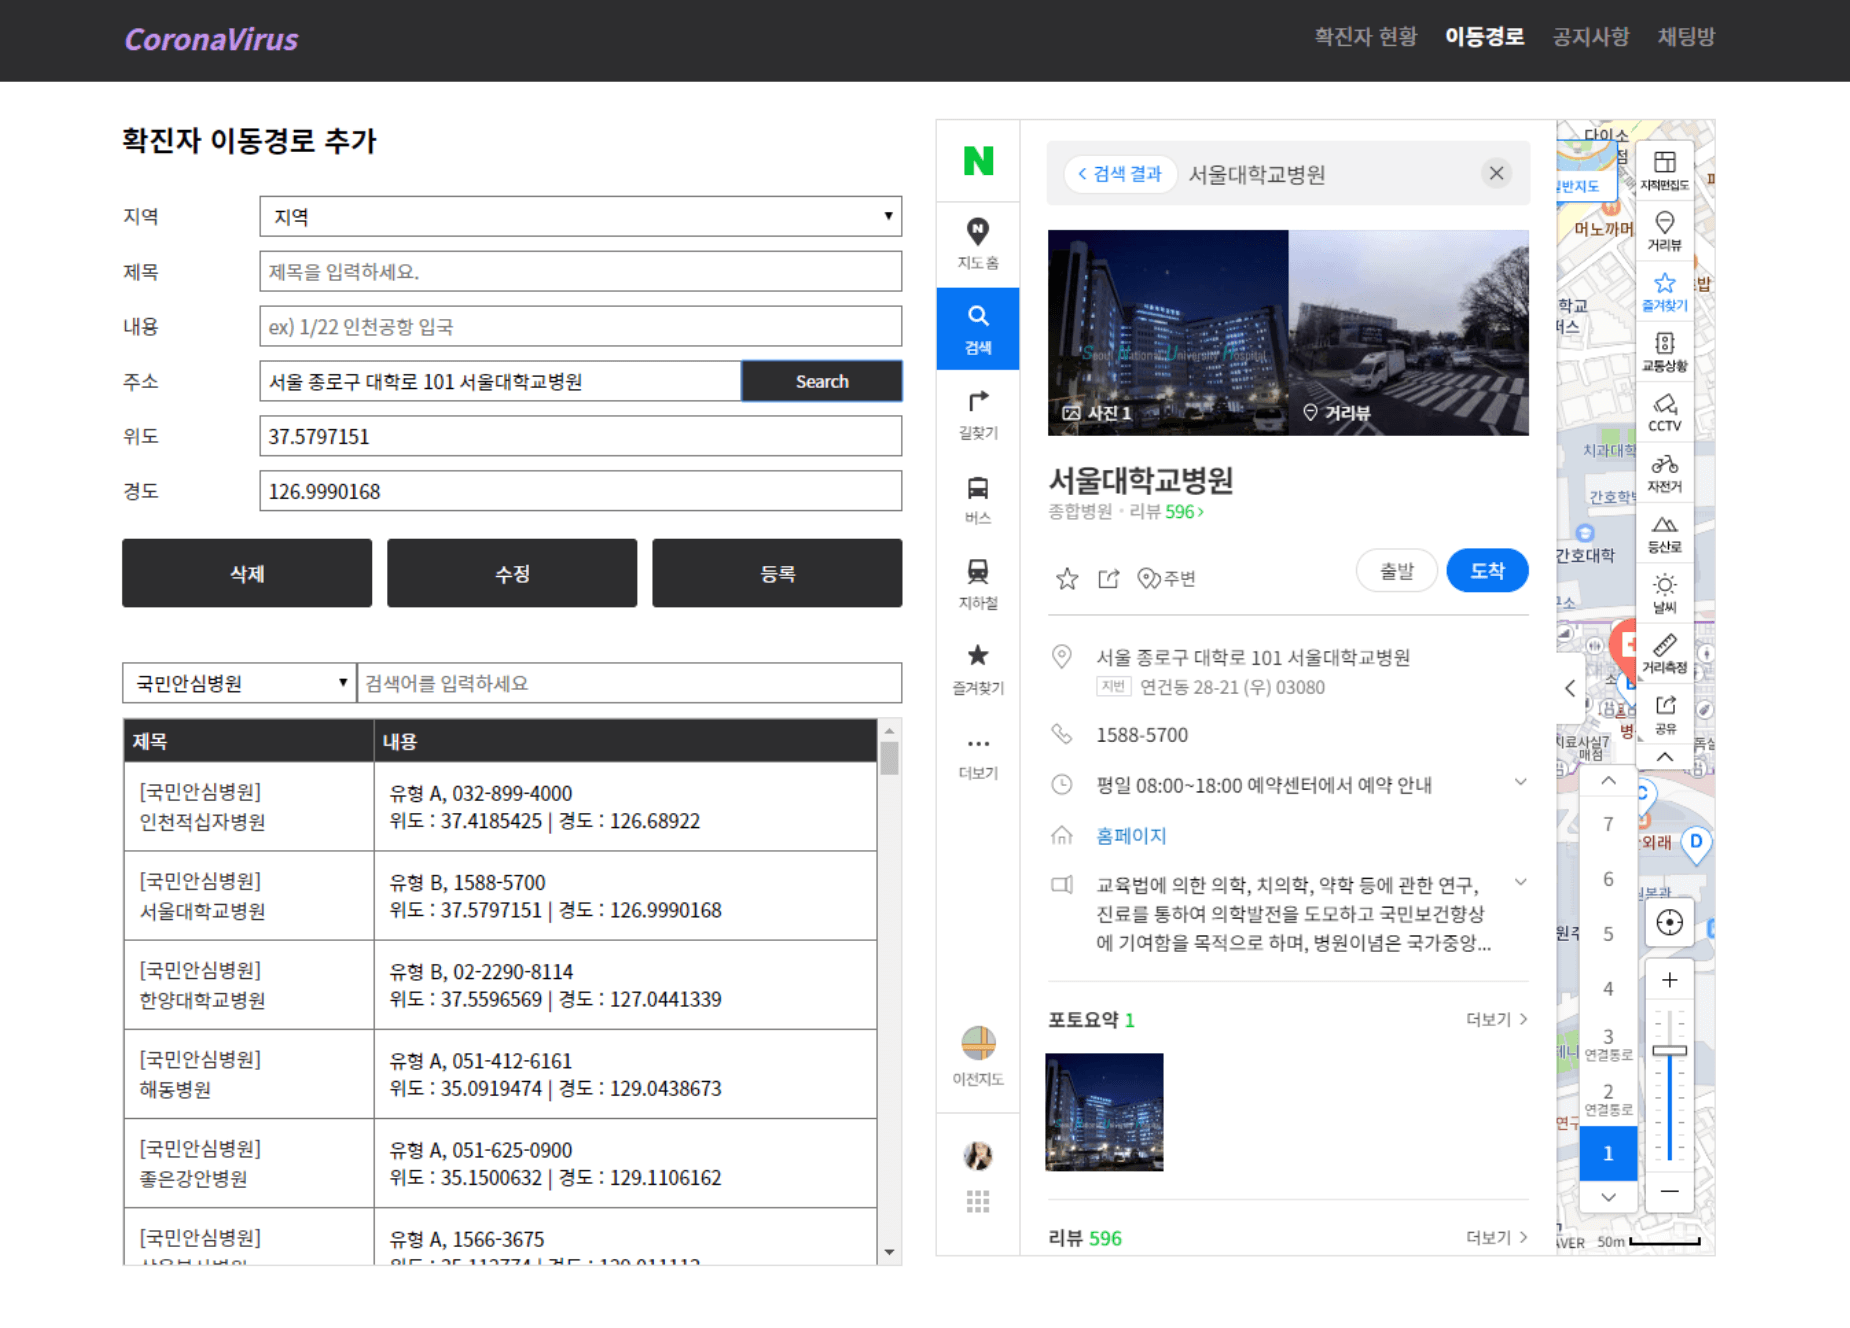 CoronaVirus
확진자 현황
이동경로
공지사항
채팅방
확진자 이동경로 추가
지역
지역
제목
제목을 입력하세요.
내용
ex) 1/22 인천공항 입국
주소
서울 종로구 대학로 101 서울대학교병원
Search
위도
37.5797151
경도
126.9990168
삭제
수정
등록
국민안심병원
검색어를 입력하세요
제목
내용
[국민안심병원]
인천적십자병원
유형 A, 032-899-4000
위도 : 37.4185425 | 경도 : 126.68922
[국민안심병원]
서울대학교병원
유형 B, 1588-5700
위도 : 37.5797151 | 경도 : 126.9990168
[국민안심병원]
한양대학교병원
유형 B, 02-2290-8114
위도 : 37.5596569 | 경도 : 127.0441339
[국민안심병원]
해동병원
유형 A, 051-412-6161
위도 : 35.0919474 | 경도 : 129.0438673
[국민안심병원]
좋은강안병원
유형 A, 051-625-0900
위도 : 35.1500632 | 경도 : 129.1106162
[국민안심병원]
유형 A, 1566-3675
N
지도 홈
검색
길찾기
버스
지하철
즐겨찾기
더보기
이전지도
검색 결과
서울대학교병원
Seoul National University Hospital
사진 1
거리뷰
서울대학교병원
종합병원 · 리뷰 596
주변
출발
도착
서울 종로구 대학로 101 서울대학교병원
지번 연건동 28-21 (우) 03080
1588-5700
평일 08:00~18:00 예약센터에서 예약 안내
홈페이지
교육법에 의한 의학, 치의학, 약학 등에 관한 연구,
진료를 통하여 의학발전을 도모하고 국민보건향상
에 기여함을 목적으로 하며, 병원이념은 국가중앙...
포토요약 1
더보기
리뷰 596
더보기
다이소
점
일반지도
머노까머
치과대학
간호대학
외래
지적편집도
거리뷰
즐겨찾기
교통상황
CCTV
자전거
등산로
날씨
거리측정
공유
C
D
7
6
5
4
3
연결통로
2
연결통로
1
50m